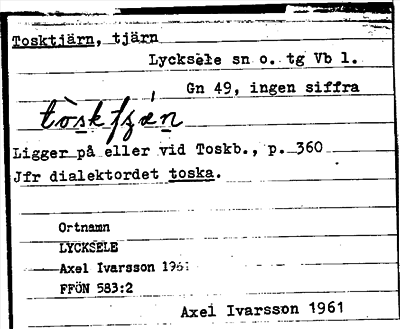 Tosktjärn, tjärn
Lycksele sn o. tg Vb l.
Gn 49, ingen siffra
Ligger på eller vid Toskb., p. 360
Jfr dialektordet toska.
Ortnamn
LYCKSELE
Axel Ivarsson 1961
FFÖN 583:2
Axel Ivarsson 1961